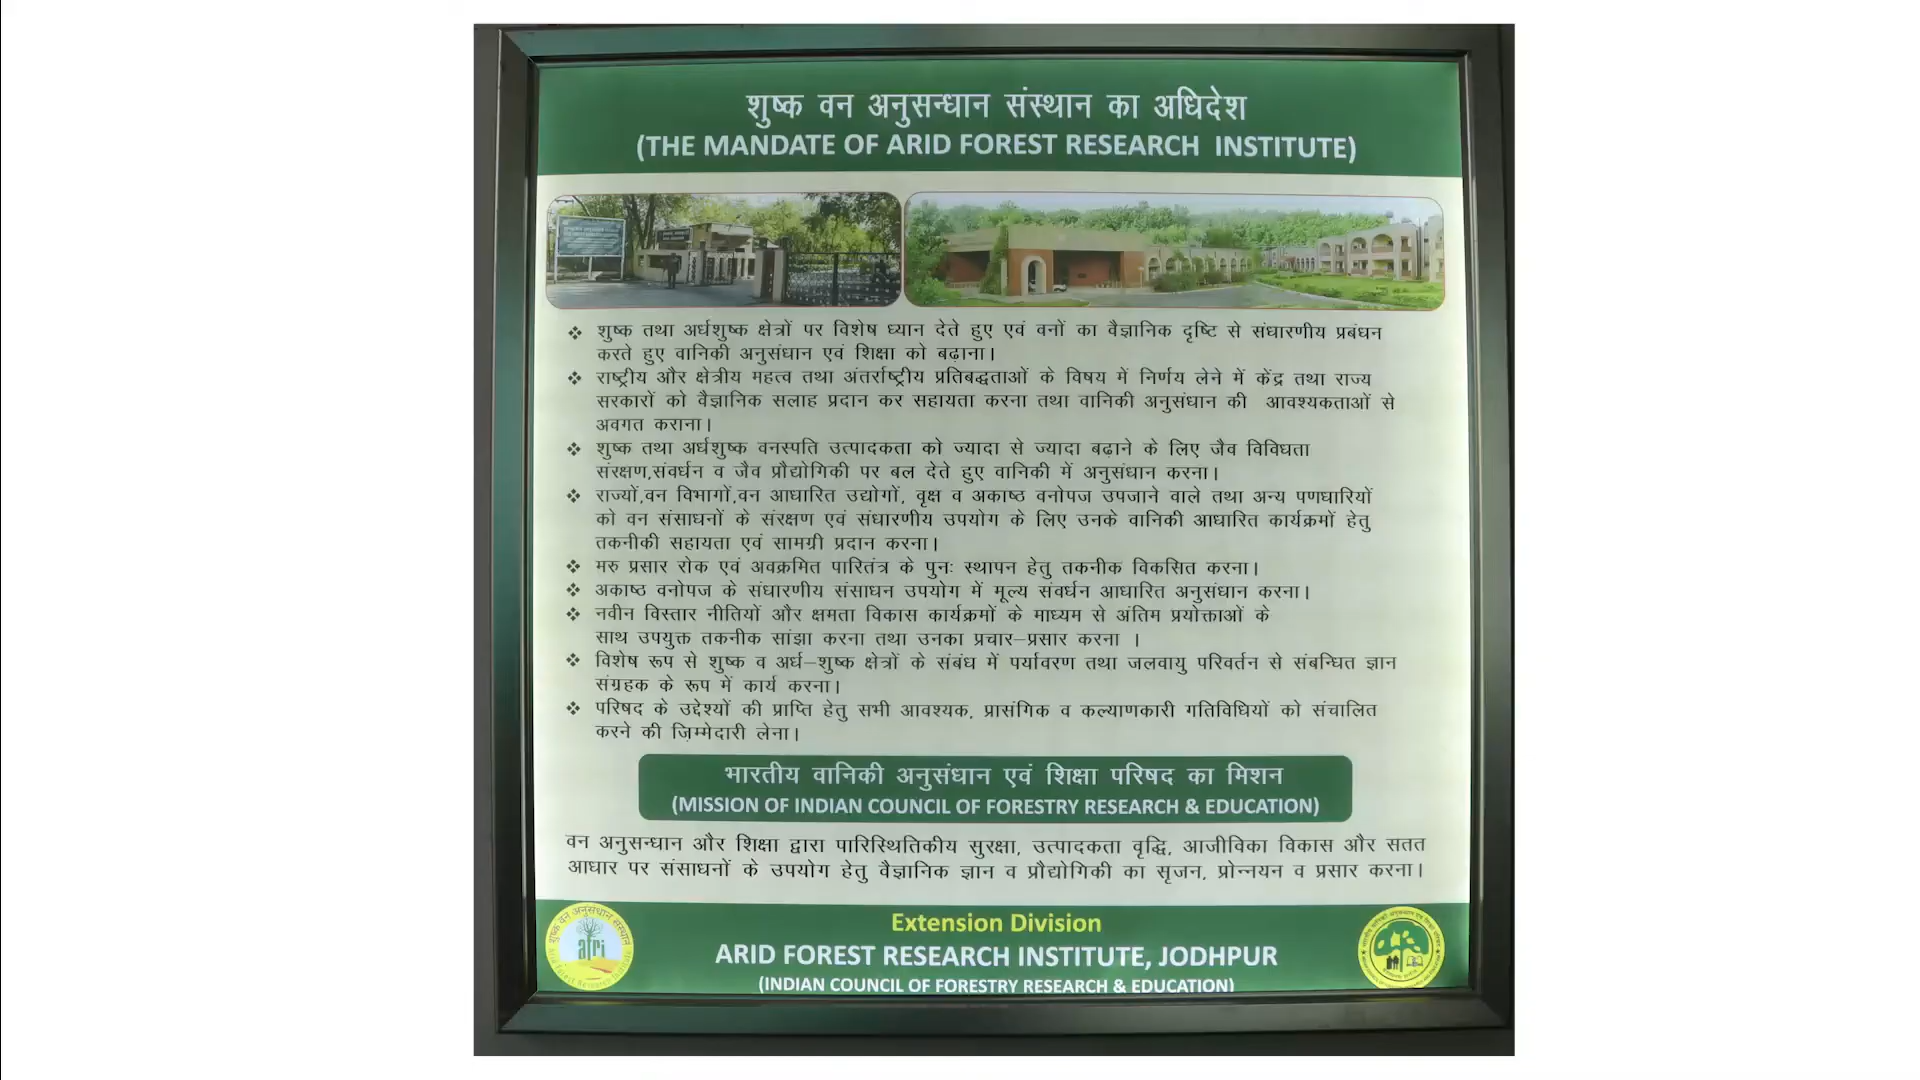 शुष्क वन अनुसन्धान संस्थान का अधिदेश
(THE MANDATE OF ARID FOREST RESEARCH INSTITUTE)
❖ शुष्क तथा अर्धशुष्क क्षेत्रों पर विशेष ध्यान देते हुए एवं वनों का वैज्ञानिक दृष्टि से संधारणीय प्रबंधन
करते हुए वानिकी अनुसंधान एवं शिक्षा को बढ़ाना।
❖ राष्ट्रीय और क्षेत्रीय महत्व तथा अंतर्राष्ट्रीय प्रतिबद्धताओं के विषय में निर्णय लेने में केंद्र तथा राज्य
सरकारों को वैज्ञानिक सलाह प्रदान कर सहायता करना तथा वानिकी अनुसंधान की आवश्यकताओं से
अवगत कराना।
❖ शुष्क तथा अर्धशुष्क वनस्पति उत्पादकता को ज्यादा से ज्यादा बढ़ाने के लिए जैव विविधता
संरक्षण,संवर्धन व जैव प्रौद्योगिकी पर बल देते हुए वानिकी में अनुसंधान करना।
❖ राज्यों,वन विभागों,वन आधारित उद्योगों, वृक्ष व अकाष्ठ वनोपज उपजाने वाले तथा अन्य पणधारियों
को वन संसाधनों के संरक्षण एवं संधारणीय उपयोग के लिए उनके वानिकी आधारित कार्यक्रमों हेतु
तकनीकी सहायता एवं सामग्री प्रदान करना।
❖ मरु प्रसार रोक एवं अवक्रमित पारितंत्र के पुनः स्थापन हेतु तकनीक विकसित करना।
❖ अकाष्ठ वनोपज के संधारणीय संसाधन उपयोग में मूल्य संवर्धन आधारित अनुसंधान करना।
❖ नवीन विस्तार नीतियों और क्षमता विकास कार्यक्रमों के माध्यम से अंतिम प्रयोक्ताओं के
साथ उपयुक्त तकनीक सांझा करना तथा उनका प्रचार–प्रसार करना ।
❖ विशेष रूप से शुष्क व अर्ध–शुष्क क्षेत्रों के संबंध में पर्यावरण तथा जलवायु परिवर्तन से संबन्धित ज्ञान
संग्रहक के रूप में कार्य करना।
❖ परिषद के उद्देश्यों की प्राप्ति हेतु सभी आवश्यक, प्रासंगिक व कल्याणकारी गतिविधियों को संचालित
करने की ज़िम्मेदारी लेना।
भारतीय वानिकी अनुसंधान एवं शिक्षा परिषद का मिशन
(MISSION OF INDIAN COUNCIL OF FORESTRY RESEARCH & EDUCATION)
वन अनुसन्धान और शिक्षा द्वारा पारिस्थितिकीय सुरक्षा, उत्पादकता वृद्धि, आजीविका विकास और सतत
आधार पर संसाधनों के उपयोग हेतु वैज्ञानिक ज्ञान व प्रौद्योगिकी का सृजन, प्रोन्नयन व प्रसार करना।
शुष्क वन अनुसंधान संस्थान
afri
Arid Forest Research Institute
Extension Division
ARID FOREST RESEARCH INSTITUTE, JODHPUR
(INDIAN COUNCIL OF FORESTRY RESEARCH & EDUCATION)